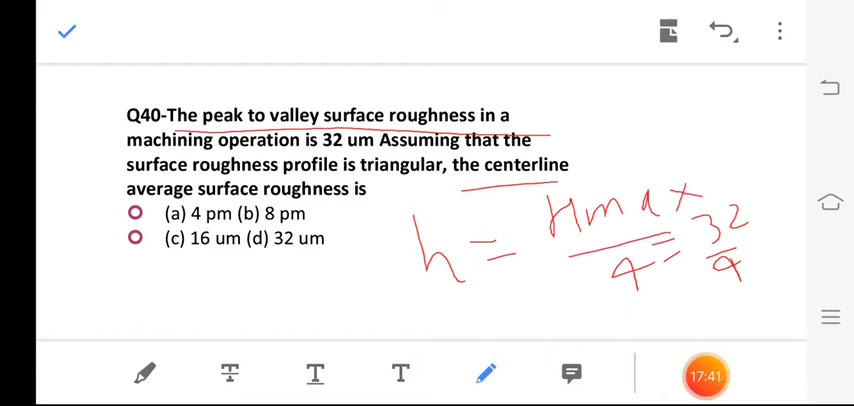 Q40-The peak to valley surface roughness in a
machining operation is 32 um Assuming that the
surface roughness profile is triangular, the centerline
average surface roughness is
(a) 4 pm (b) 8 pm
(c) 16 um (d) 32 um
h = Hmax/4 = 32/4
T T T
17:41